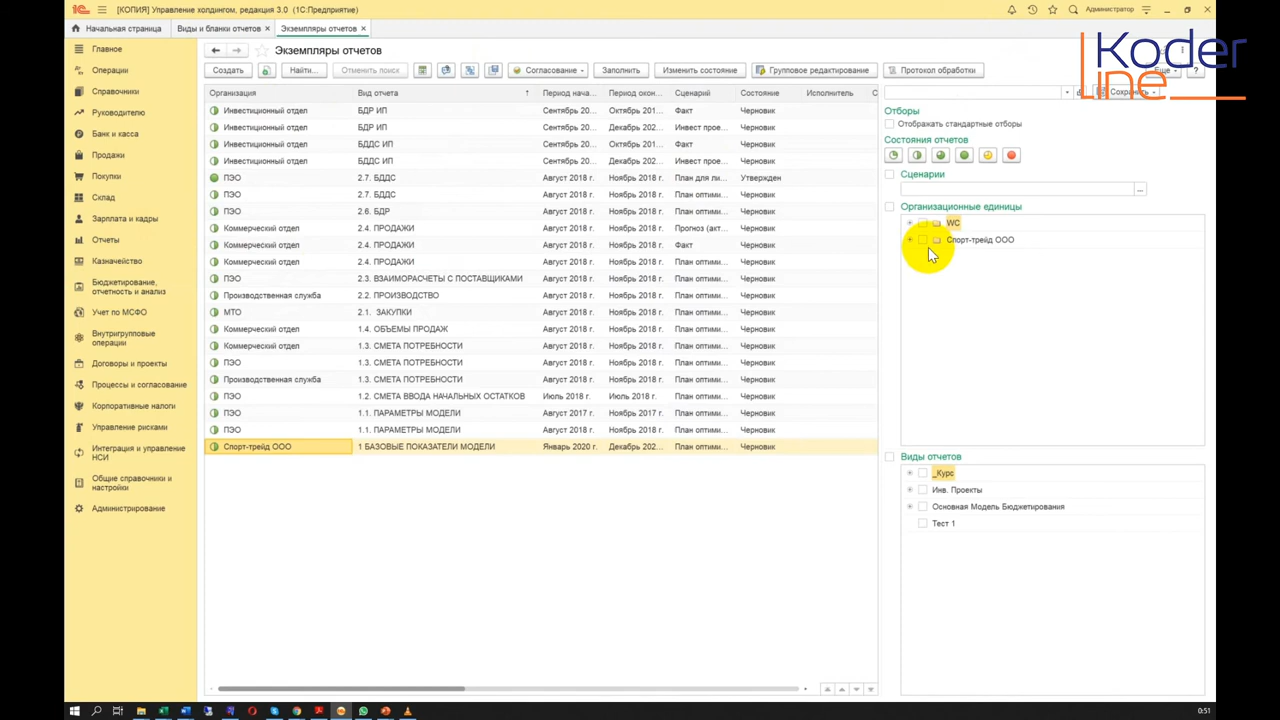 [КОПИЯ] Управление холдингом, редакция 3.0 (1С:Предприятие)
Администратор
Начальная страница
Виды и бланки отчетов ×
Экземпляры отчетов ×
Koder
Line
Главное
Операции
Справочники
Руководителю
Банк и касса
Продажи
Покупки
Склад
Зарплата и кадры
Отчеты
Казначейство
Бюджетирование,
отчетность и анализ
Учет по МСФО
Внутригрупповые
операции
Договоры и проекты
Процессы и согласование
Корпоративные налоги
Управление рисками
Интеграция и управление
НСИ
Общие справочники и
настройки
Администрирование
Экземпляры отчетов
Создать Найти... Отменить поиск Согласование Заполнить Изменить состояние Групповое редактирование Протокол обработки Еще ?
Организация Вид отчета ↑ Период нача... Период окон... Сценарий Состояние Исполнитель С
Инвестиционный отдел БДР ИП Сентябрь 20... Октябрь 201... Факт Черновик
Инвестиционный отдел БДР ИП Сентябрь 20... Декабрь 202... Инвест прое... Черновик
Инвестиционный отдел БДДС ИП Сентябрь 20... Октябрь 201... Факт Черновик
Инвестиционный отдел БДДС ИП Сентябрь 20... Декабрь 202... Инвест прое... Черновик
ПЭО 2.7. БДДС Август 2018 г. Ноябрь 2018 г. План для ли... Утвержден
ПЭО 2.7. БДДС Август 2018 г. Ноябрь 2018 г. План оптими... Черновик
ПЭО 2.6. БДР Август 2018 г. Ноябрь 2018 г. План оптими... Черновик
Коммерческий отдел 2.4. ПРОДАЖИ Август 2018 г. Ноябрь 2018 г. Прогноз (акт... Черновик
Коммерческий отдел 2.4. ПРОДАЖИ Август 2018 г. Ноябрь 2018 г. Факт Черновик
Коммерческий отдел 2.4. ПРОДАЖИ Август 2018 г. Ноябрь 2018 г. План оптими... Черновик
ПЭО 2.3. ВЗАИМОРАСЧЕТЫ С ПОСТАВЩИКАМИ Август 2018 г. Ноябрь 2018 г. План оптими... Черновик
Производственная служба 2.2. ПРОИЗВОДСТВО Август 2018 г. Ноябрь 2018 г. План оптими... Черновик
МТО 2.1. ЗАКУПКИ Август 2018 г. Ноябрь 2018 г. План оптими... Черновик
Коммерческий отдел 1.4. ОБЪЕМЫ ПРОДАЖ Август 2018 г. Ноябрь 2018 г. План оптими... Черновик
Коммерческий отдел 1.3. СМЕТА ПОТРЕБНОСТИ Август 2018 г. Ноябрь 2018 г. План оптими... Черновик
ПЭО 1.3. СМЕТА ПОТРЕБНОСТИ Август 2018 г. Ноябрь 2018 г. План оптими... Черновик
Производственная служба 1.3. СМЕТА ПОТРЕБНОСТИ Август 2018 г. Ноябрь 2018 г. План оптими... Черновик
ПЭО 1.2. СМЕТА ВВОДА НАЧАЛЬНЫХ ОСТАТКОВ Июль 2018 г. Июль 2018 г. План оптими... Черновик
ПЭО 1.1. ПАРАМЕТРЫ МОДЕЛИ Август 2017 г. Ноябрь 2017 г. План оптими... Черновик
ПЭО 1.1. ПАРАМЕТРЫ МОДЕЛИ Август 2018 г. Ноябрь 2018 г. План оптими... Черновик
Спорт-трейд ООО 1 БАЗОВЫЕ ПОКАЗАТЕЛИ МОДЕЛИ Январь 2020 г. Декабрь 202... План оптими... Черновик
Сохранить
Отборы
Отображать стандартные отборы
Состояния отчетов
Сценарии
...
Организационные единицы
WC
Спорт-трейд ООО
Виды отчетов
_Курс
Инв. Проекты
Основная Модель Бюджетирования
Тест 1
0:51